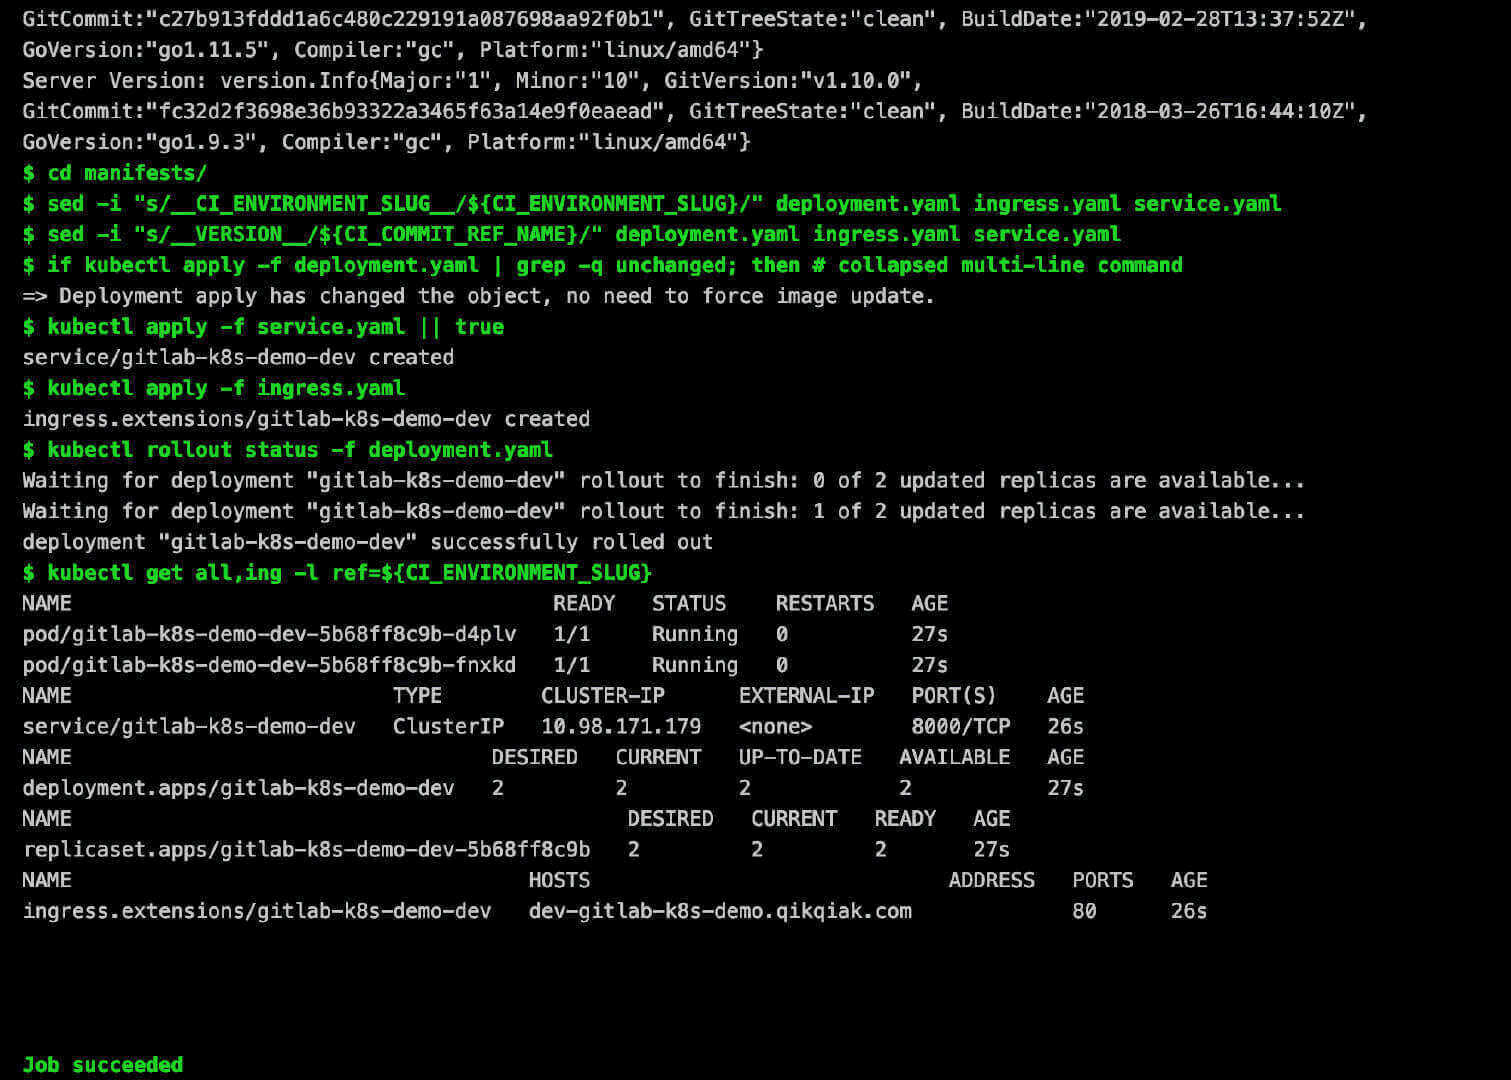 GitCommit:"c27b913fddd1a6c480c229191a087698aa92f0b1", GitTreeState:"clean", BuildDate:"2019-02-28T13:37:52Z",
GoVersion:"go1.11.5", Compiler:"gc", Platform:"linux/amd64"}
Server Version: version.Info{Major:"1", Minor:"10", GitVersion:"v1.10.0",
GitCommit:"fc32d2f3698e36b93322a3465f63a14e9f0eaead", GitTreeState:"clean", BuildDate:"2018-03-26T16:44:10Z",
GoVersion:"go1.9.3", Compiler:"gc", Platform:"linux/amd64"}
$ cd manifests/
$ sed -i "s/__CI_ENVIRONMENT_SLUG__/${CI_ENVIRONMENT_SLUG}/" deployment.yaml ingress.yaml service.yaml
$ sed -i "s/__VERSION__/${CI_COMMIT_REF_NAME}/" deployment.yaml ingress.yaml service.yaml
$ if kubectl apply -f deployment.yaml | grep -q unchanged; then # collapsed multi-line command
=> Deployment apply has changed the object, no need to force image update.
$ kubectl apply -f service.yaml || true
service/gitlab-k8s-demo-dev created
$ kubectl apply -f ingress.yaml
ingress.extensions/gitlab-k8s-demo-dev created
$ kubectl rollout status -f deployment.yaml
Waiting for deployment "gitlab-k8s-demo-dev" rollout to finish: 0 of 2 updated replicas are available...
Waiting for deployment "gitlab-k8s-demo-dev" rollout to finish: 1 of 2 updated replicas are available...
deployment "gitlab-k8s-demo-dev" successfully rolled out
$ kubectl get all,ing -l ref=${CI_ENVIRONMENT_SLUG}
NAME READY STATUS RESTARTS AGE
pod/gitlab-k8s-demo-dev-5b68ff8c9b-d4plv 1/1 Running 0 27s
pod/gitlab-k8s-demo-dev-5b68ff8c9b-fnxkd 1/1 Running 0 27s
NAME TYPE CLUSTER-IP EXTERNAL-IP PORT(S) AGE
service/gitlab-k8s-demo-dev ClusterIP 10.98.171.179 <none> 8000/TCP 26s
NAME DESIRED CURRENT UP-TO-DATE AVAILABLE AGE
deployment.apps/gitlab-k8s-demo-dev 2 2 2 2 27s
NAME DESIRED CURRENT READY AGE
replicaset.apps/gitlab-k8s-demo-dev-5b68ff8c9b 2 2 2 27s
NAME HOSTS ADDRESS PORTS AGE
ingress.extensions/gitlab-k8s-demo-dev dev-gitlab-k8s-demo.qikqiak.com 80 26s
Job succeeded